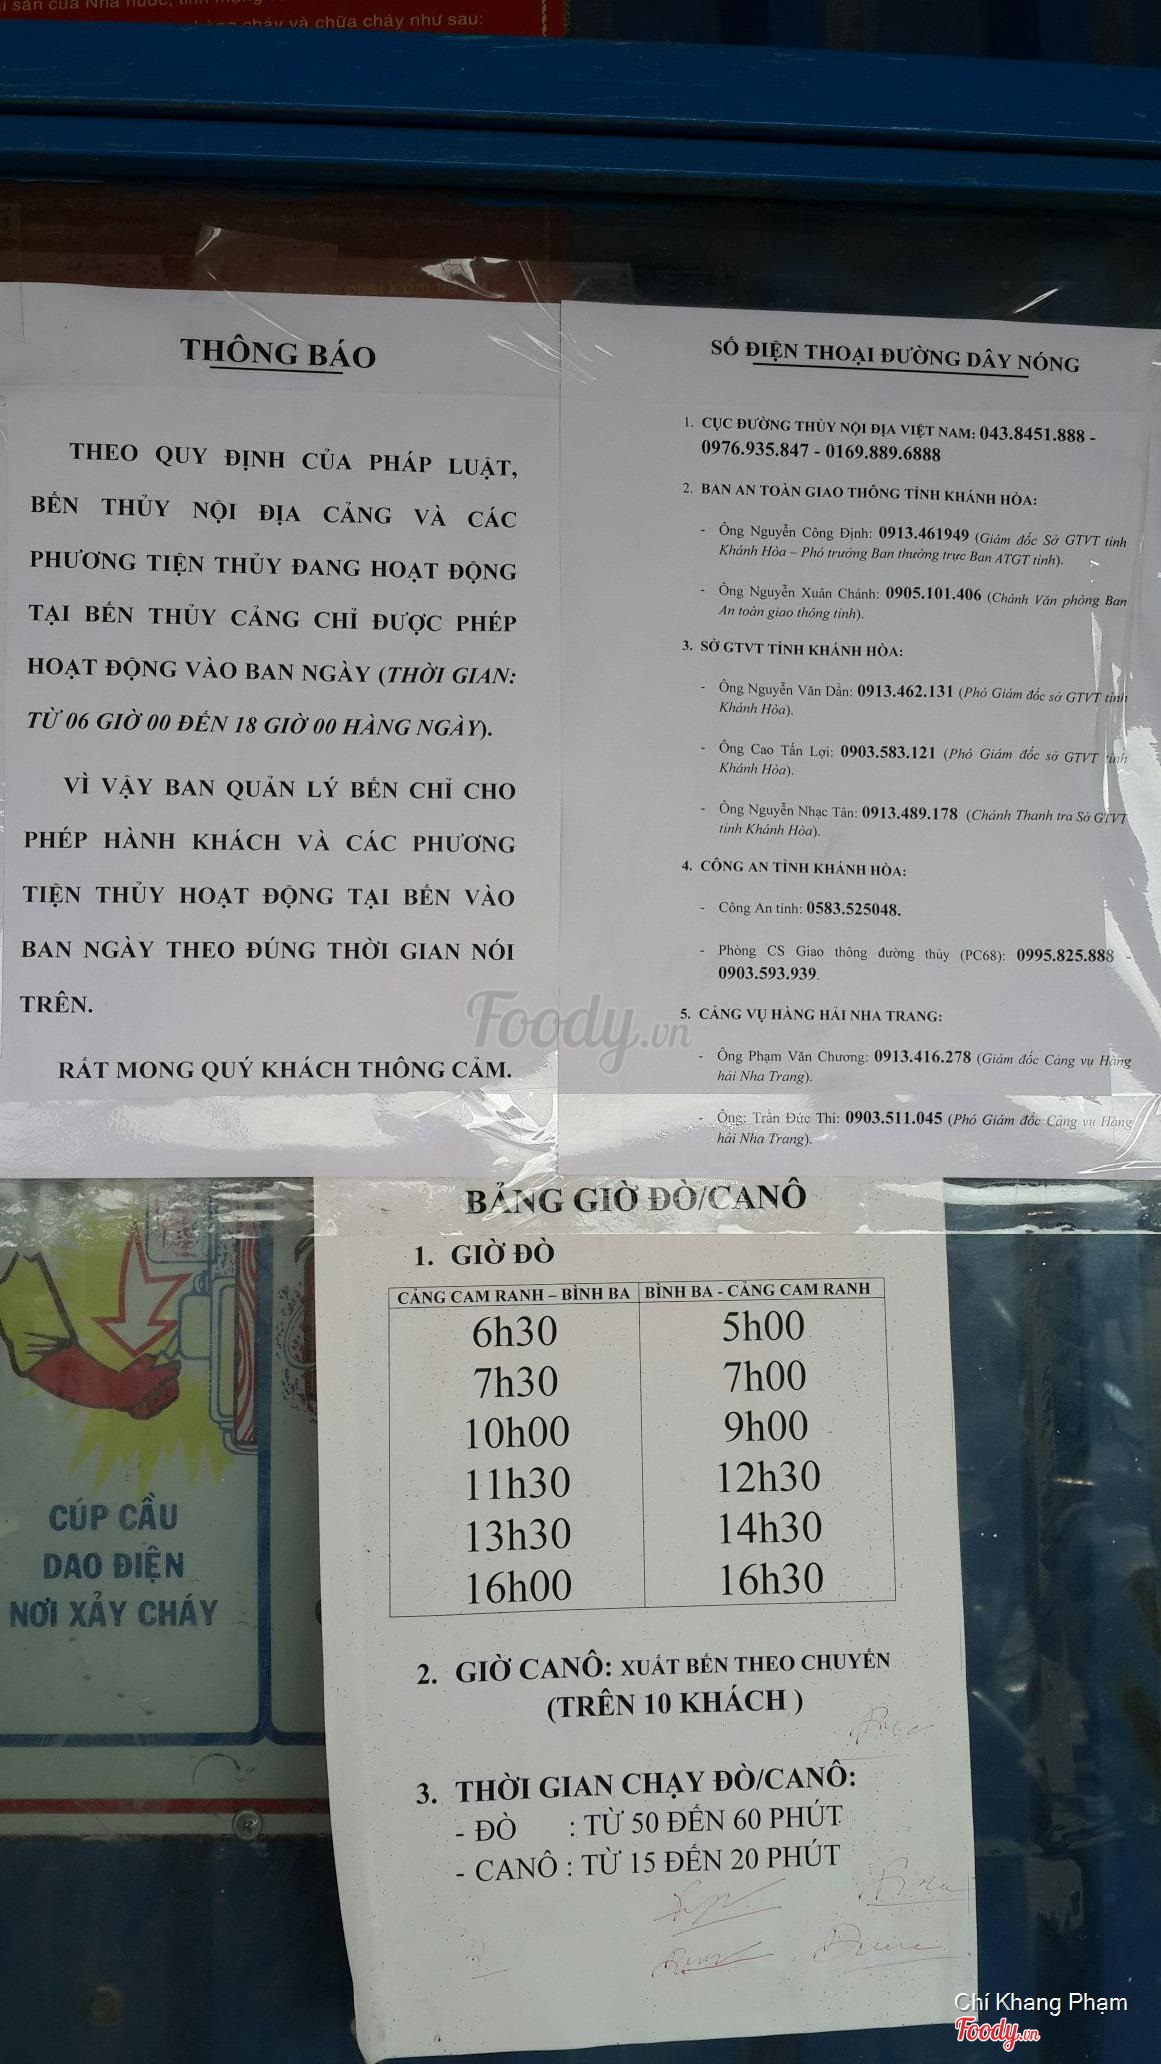 sản của Nhà nước,
cháy và chữa cháy như sau:
THÔNG BÁO
THEO QUY ĐỊNH CỦA PHÁP LUẬT,
BẾN THỦY NỘI ĐỊA CẢNG VÀ CÁC
PHƯƠNG TIỆN THỦY ĐANG HOẠT ĐỘNG
TẠI BẾN THỦY CẢNG CHỈ ĐƯỢC PHÉP
HOẠT ĐỘNG VÀO BAN NGÀY (THỜI GIAN:
TỪ 06 GIỜ 00 ĐẾN 18 GIỜ 00 HÀNG NGÀY).
VÌ VẬY BAN QUẢN LÝ BẾN CHỈ CHO
PHÉP HÀNH KHÁCH VÀ CÁC PHƯƠNG
TIỆN THỦY HOẠT ĐỘNG TẠI BẾN VÀO
BAN NGÀY THEO ĐÚNG THỜI GIAN NÓI
TRÊN.
RẤT MONG QUÝ KHÁCH THÔNG CẢM.
SỐ ĐIỆN THOẠI ĐƯỜNG DÂY NÓNG
1. CỤC ĐƯỜNG THỦY NỘI ĐỊA VIỆT NAM: 043.8451.888 -
0976.935.847 - 0169.889.6888
2. BAN AN TOÀN GIAO THÔNG TỈNH KHÁNH HÒA:
- Ông Nguyễn Công Định: 0913.461949 (Giám đốc Sở GTVT tỉnh
Khánh Hòa – Phó trưởng Ban thường trực Ban ATGT tỉnh).
- Ông Nguyễn Xuân Chánh: 0905.101.406 (Chánh Văn phòng Ban
An toàn giao thông tỉnh).
3. SỞ GTVT TỈNH KHÁNH HÒA:
- Ông Nguyễn Văn Dần: 0913.462.131 (Phó Giám đốc sở GTVT tỉnh
Khánh Hòa).
- Ông Cao Tấn Lợi: 0903.583.121 (Phó Giám đốc sở GTVT tỉnh
Khánh Hòa).
- Ông Nguyễn Nhạc Tân: 0913.489.178 (Chánh Thanh tra Sở GTVT
tỉnh Khánh Hòa).
4. CÔNG AN TỈNH KHÁNH HÒA:
- Công An tỉnh: 0583.525048.
- Phòng CS Giao thông đường thủy (PC68): 0995.825.888 -
0903.593.939.
5. CẢNG VỤ HÀNG HẢI NHA TRANG:
- Ông Phạm Văn Chương: 0913.416.278 (Giám đốc Cảng vụ Hàng
hải Nha Trang).
- Ông: Trần Đức Thi: 0903.511.045 (Phó Giám đốc Cảng vụ Hàng
hải Nha Trang).
Foody.vn
BẢNG GIỜ ĐÒ/CANÔ
1. GIỜ ĐÒ
CẢNG CAM RANH – BÌNH BA BÌNH BA - CẢNG CAM RANH
6h30 5h00
7h30 7h00
10h00 9h00
11h30 12h30
13h30 14h30
16h00 16h30
2. GIỜ CANÔ: XUẤT BẾN THEO CHUYẾN
(TRÊN 10 KHÁCH )
3. THỜI GIAN CHẠY ĐÒ/CANÔ:
- ĐÒ : TỪ 50 ĐẾN 60 PHÚT
- CANÔ : TỪ 15 ĐẾN 20 PHÚT
CÚP CẦU
DAO ĐIỆN
NƠI XẢY CHÁY
Chí Khang Phạm
Foody.vn